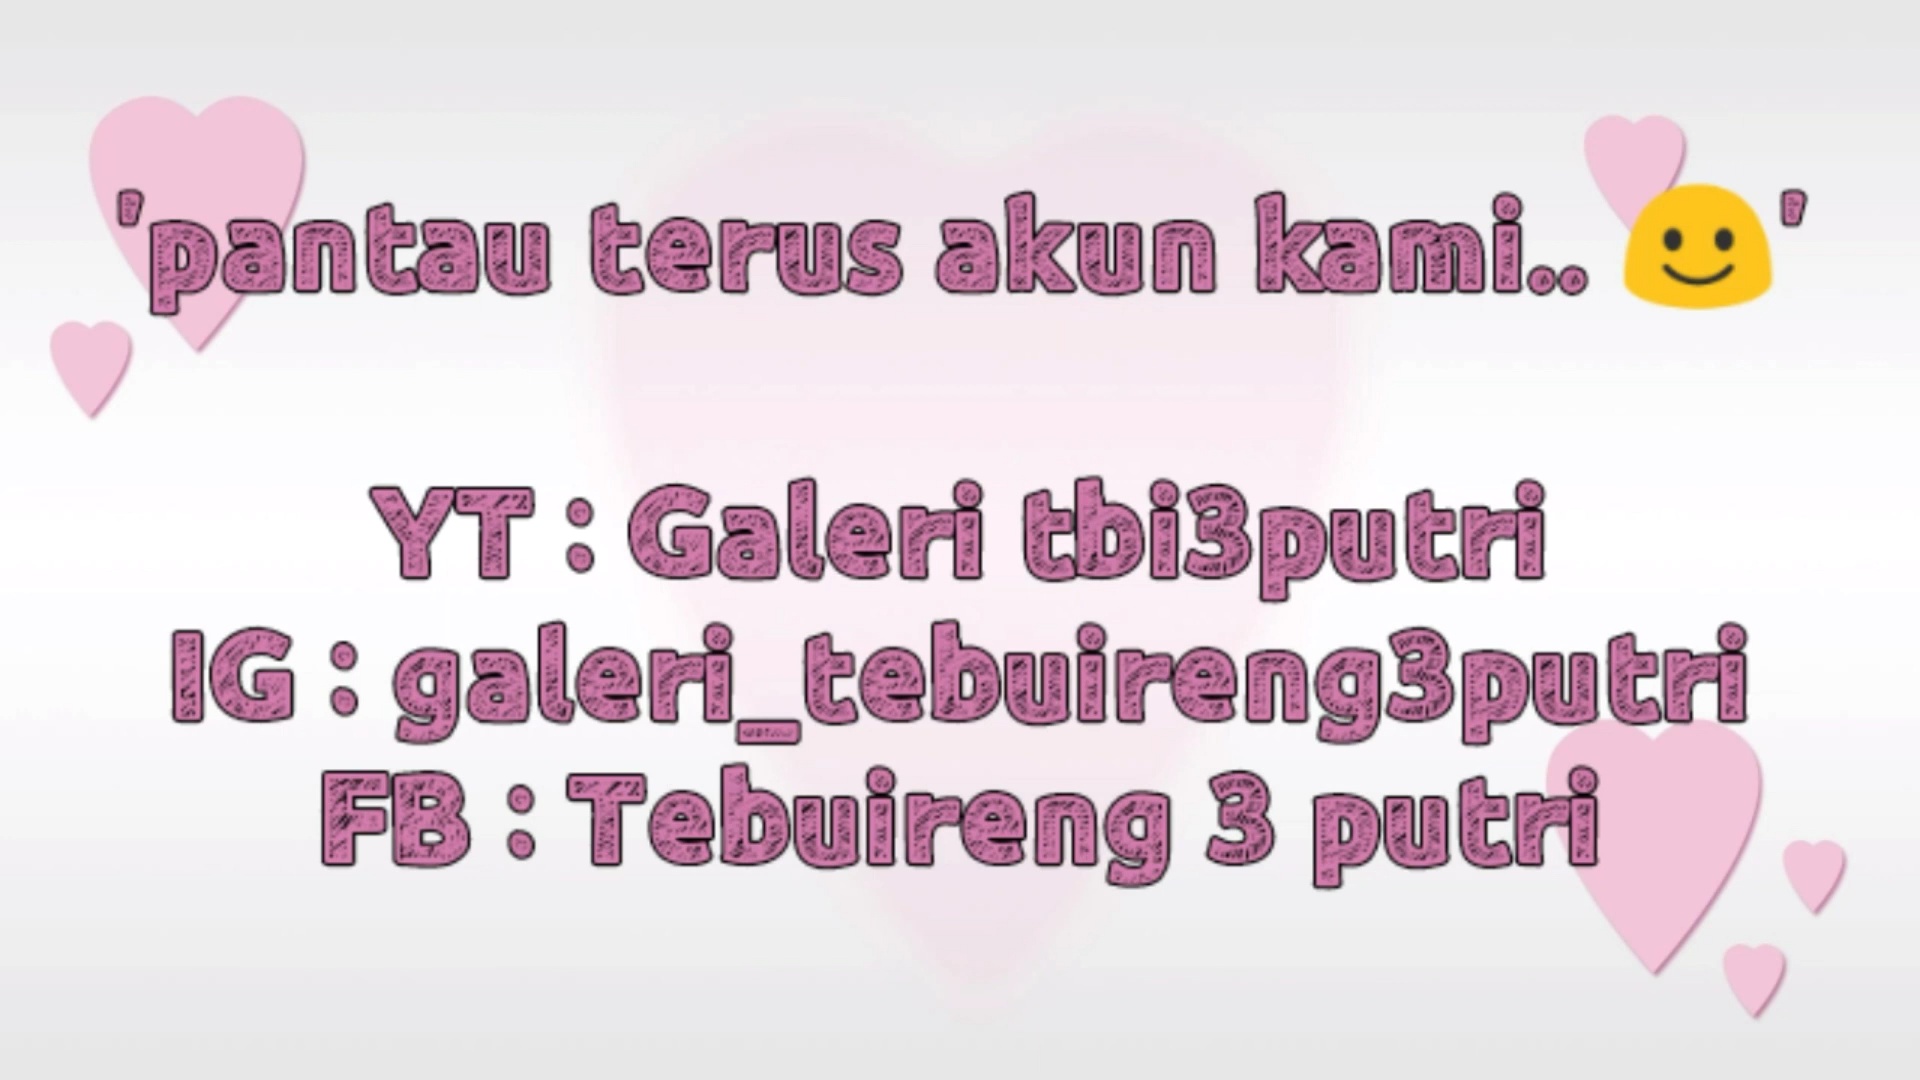 'pantau terus akun kami.. 🙂'
YT : Galeri tbi3putri
IG : galeri_tebuireng3putri
FB : Tebuireng 3 putri